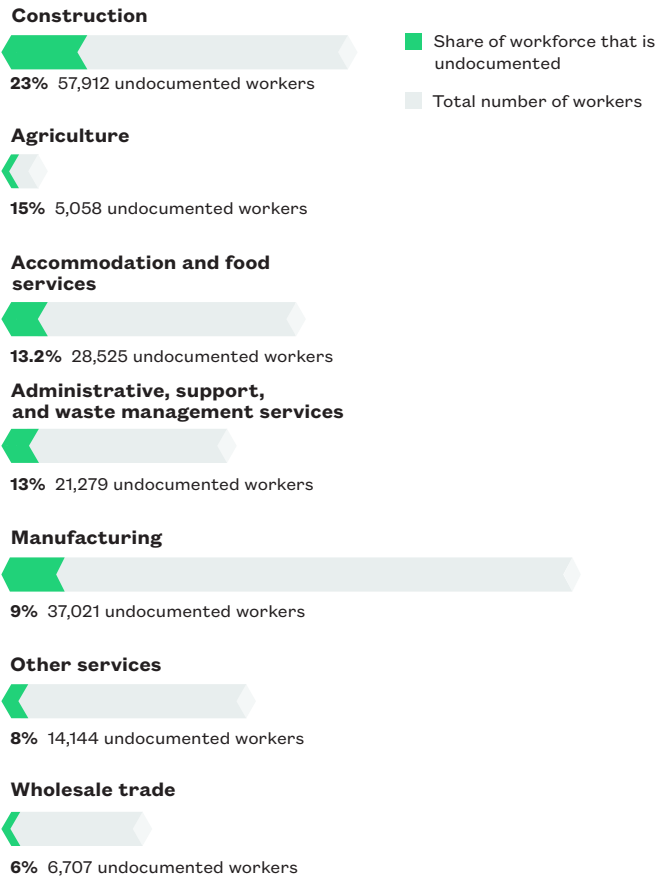 Construction
23% 57,912 undocumented workers
Share of workforce that is
undocumented
Total number of workers
Agriculture
15% 5,058 undocumented workers
Accommodation and food
services
13.2% 28,525 undocumented workers
Administrative, support,
and waste management services
13% 21,279 undocumented workers
Manufacturing
9% 37,021 undocumented workers
Other services
8% 14,144 undocumented workers
Wholesale trade
6% 6,707 undocumented workers